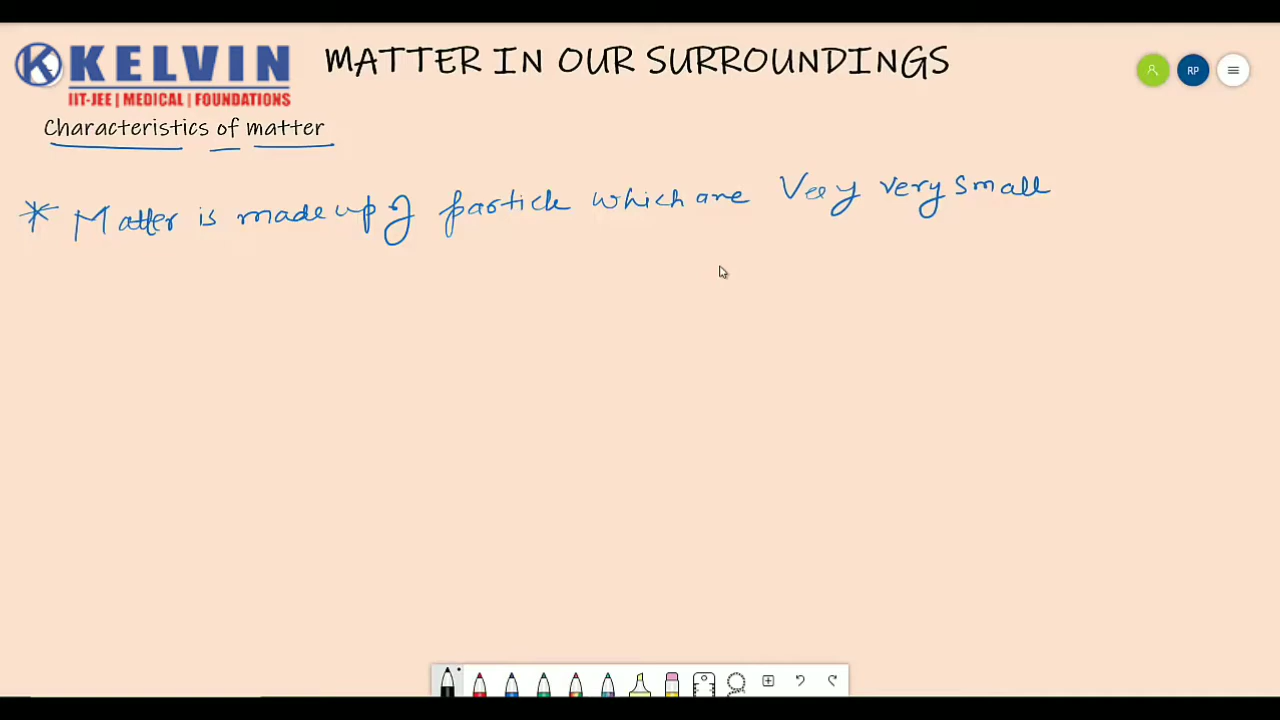 KELVIN
IIT-JEE | MEDICAL | FOUNDATIONS
MATTER IN OUR SURROUNDINGS
RP
Characteristics of matter
* Matter is made up of particle which are Very very small